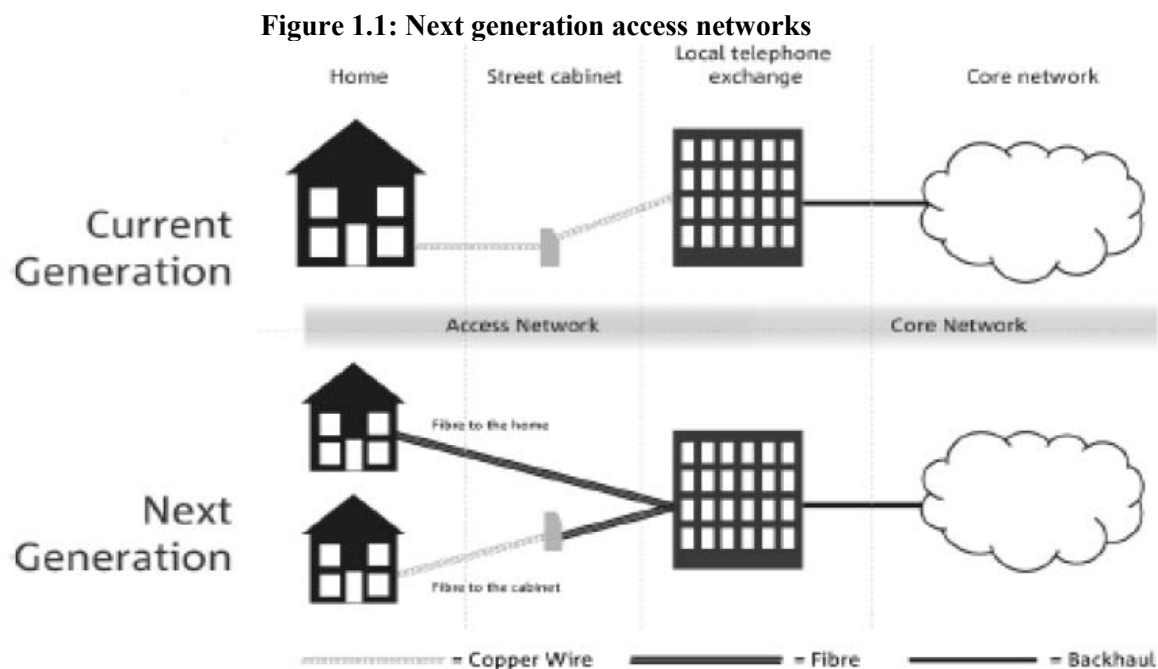 Figure 1.1: Next generation access networks
Home
Street cabinet
Local telephone
exchange
Core network
Current
Generation
Access Network
Core Network
Fibre to the home
Next
Generation
Fibre to the cabinet
= Copper Wire
= Fibre
= Backhaul